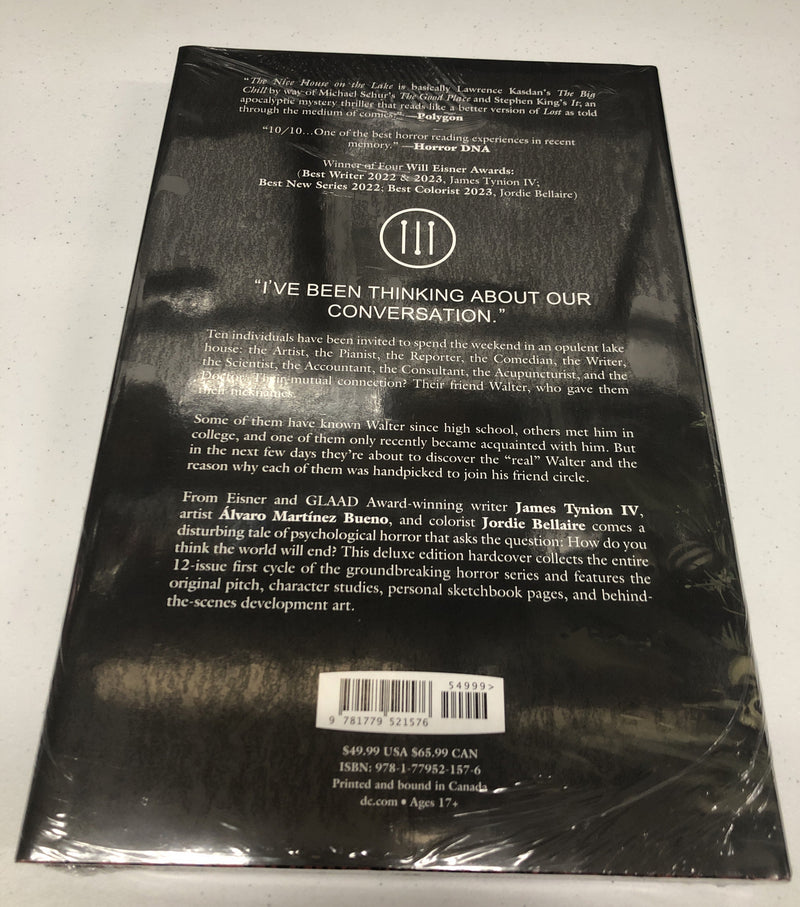 “The Nice House on the Lake is basically Lawrence Kasdan's The Big
Chill by way of Michael Schur's The Good Place and Stephen King's It, an
apocalyptic mystery thriller that reads like a better version of Lost as told
through the medium of comics.” —Polygon
“10/10...One of the best horror reading experiences in recent
memory.” —Horror DNA
Winner of Four Will Eisner Awards:
(Best Writer 2022 & 2023, James Tynion IV;
Best New Series 2022; Best Colorist 2023, Jordie Bellaire)
“I'VE BEEN THINKING ABOUT OUR
CONVERSATION.”
Ten individuals have been invited to spend the weekend in an opulent lake
house: the Artist, the Pianist, the Reporter, the Comedian, the Writer,
the Scientist, the Accountant, the Consultant, the Acupuncturist, and the
Doctor. Their mutual connection? Their friend Walter, who gave them
their nicknames.
Some of them have known Walter since high school, others met him in
college, and one of them only recently became acquainted with him. But
in the next few days they're about to discover the “real” Walter and the
reason why each of them was handpicked to join his friend circle.
From Eisner and GLAAD Award-winning writer James Tynion IV,
artist Álvaro Martínez Bueno, and colorist Jordie Bellaire comes a
disturbing tale of psychological horror that asks the question: How do you
think the world will end? This deluxe edition hardcover collects the entire
12-issue first cycle of the groundbreaking horror series and features the
original pitch, character studies, personal sketchbook pages, and behind-
the-scenes development art.
54999>
9 781779 521576
$49.99 USA $65.99 CAN
ISBN: 978-1-77952-157-6
Printed and bound in Canada
dc.com • Ages 17+